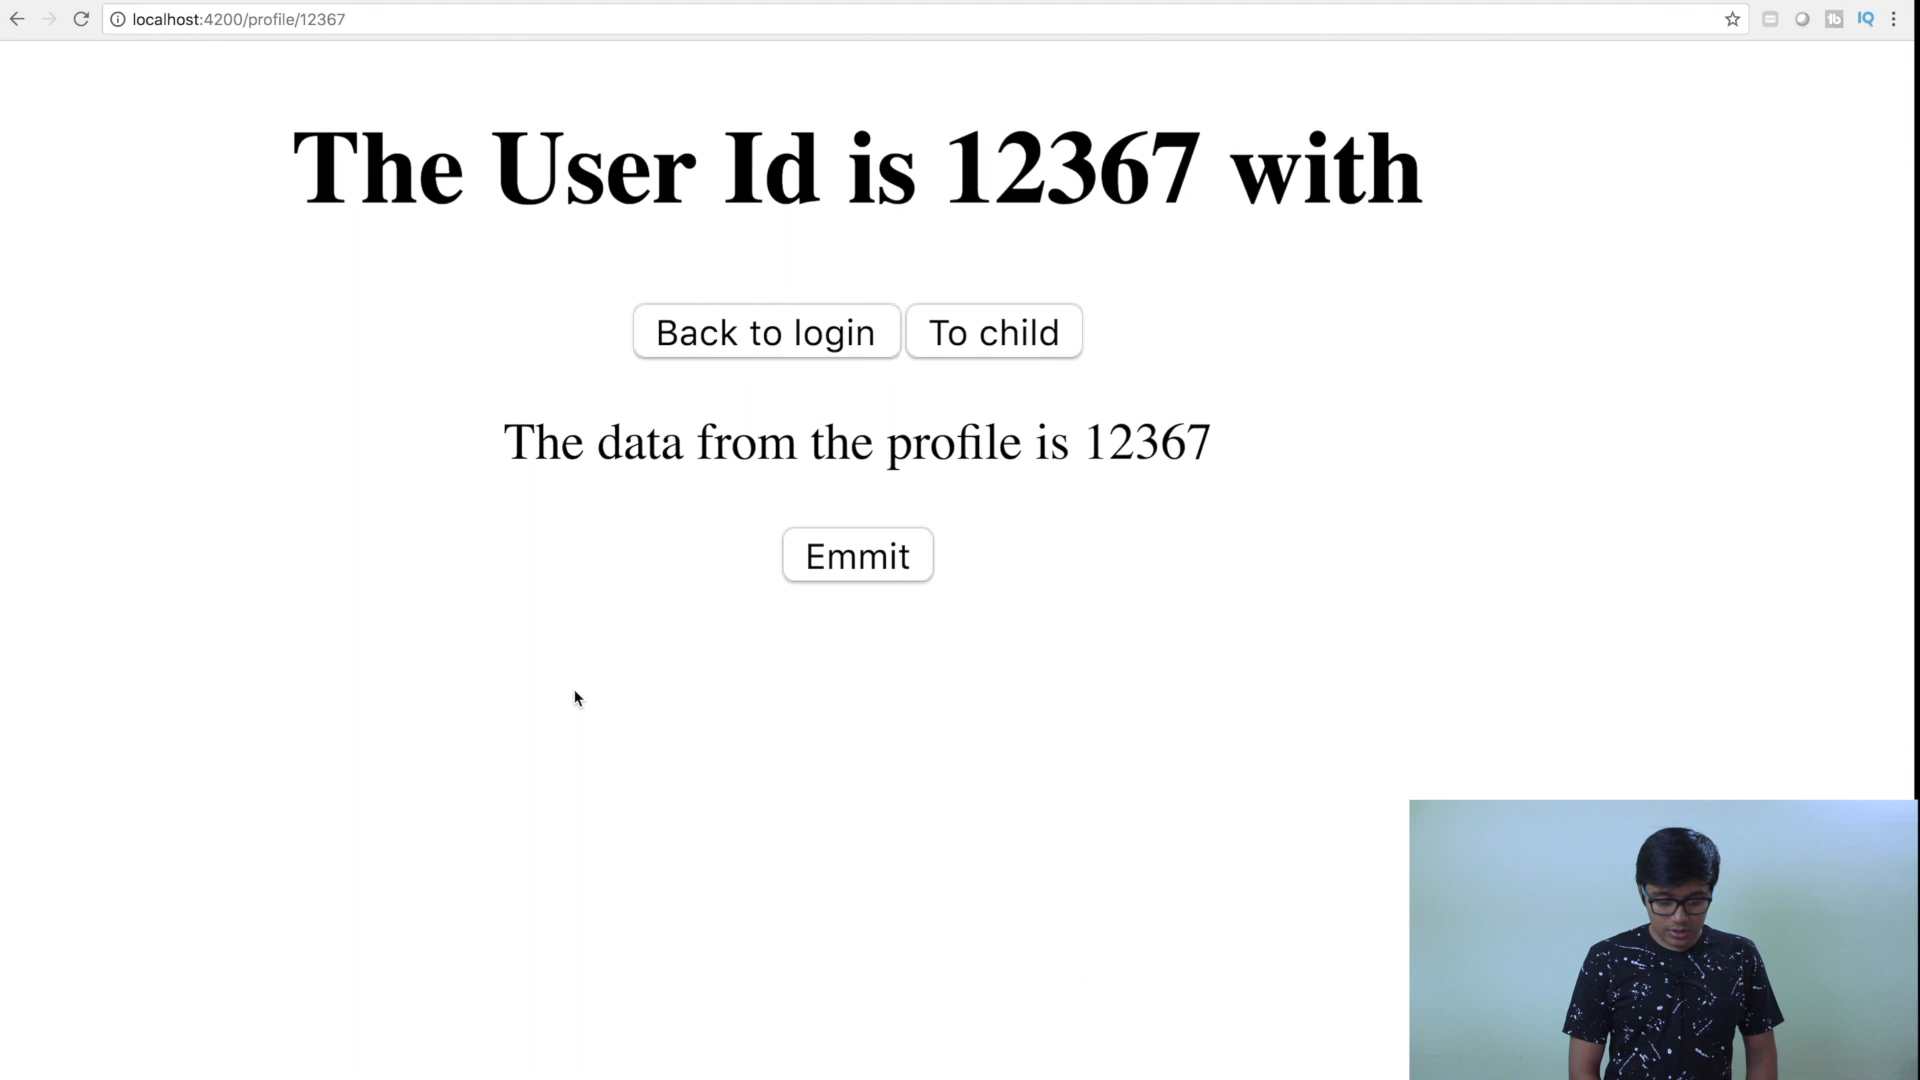 localhost:4200/profile/12367
IQ
The User Id is 12367 with
Back to login To child
The data from the profile is 12367
Emmit